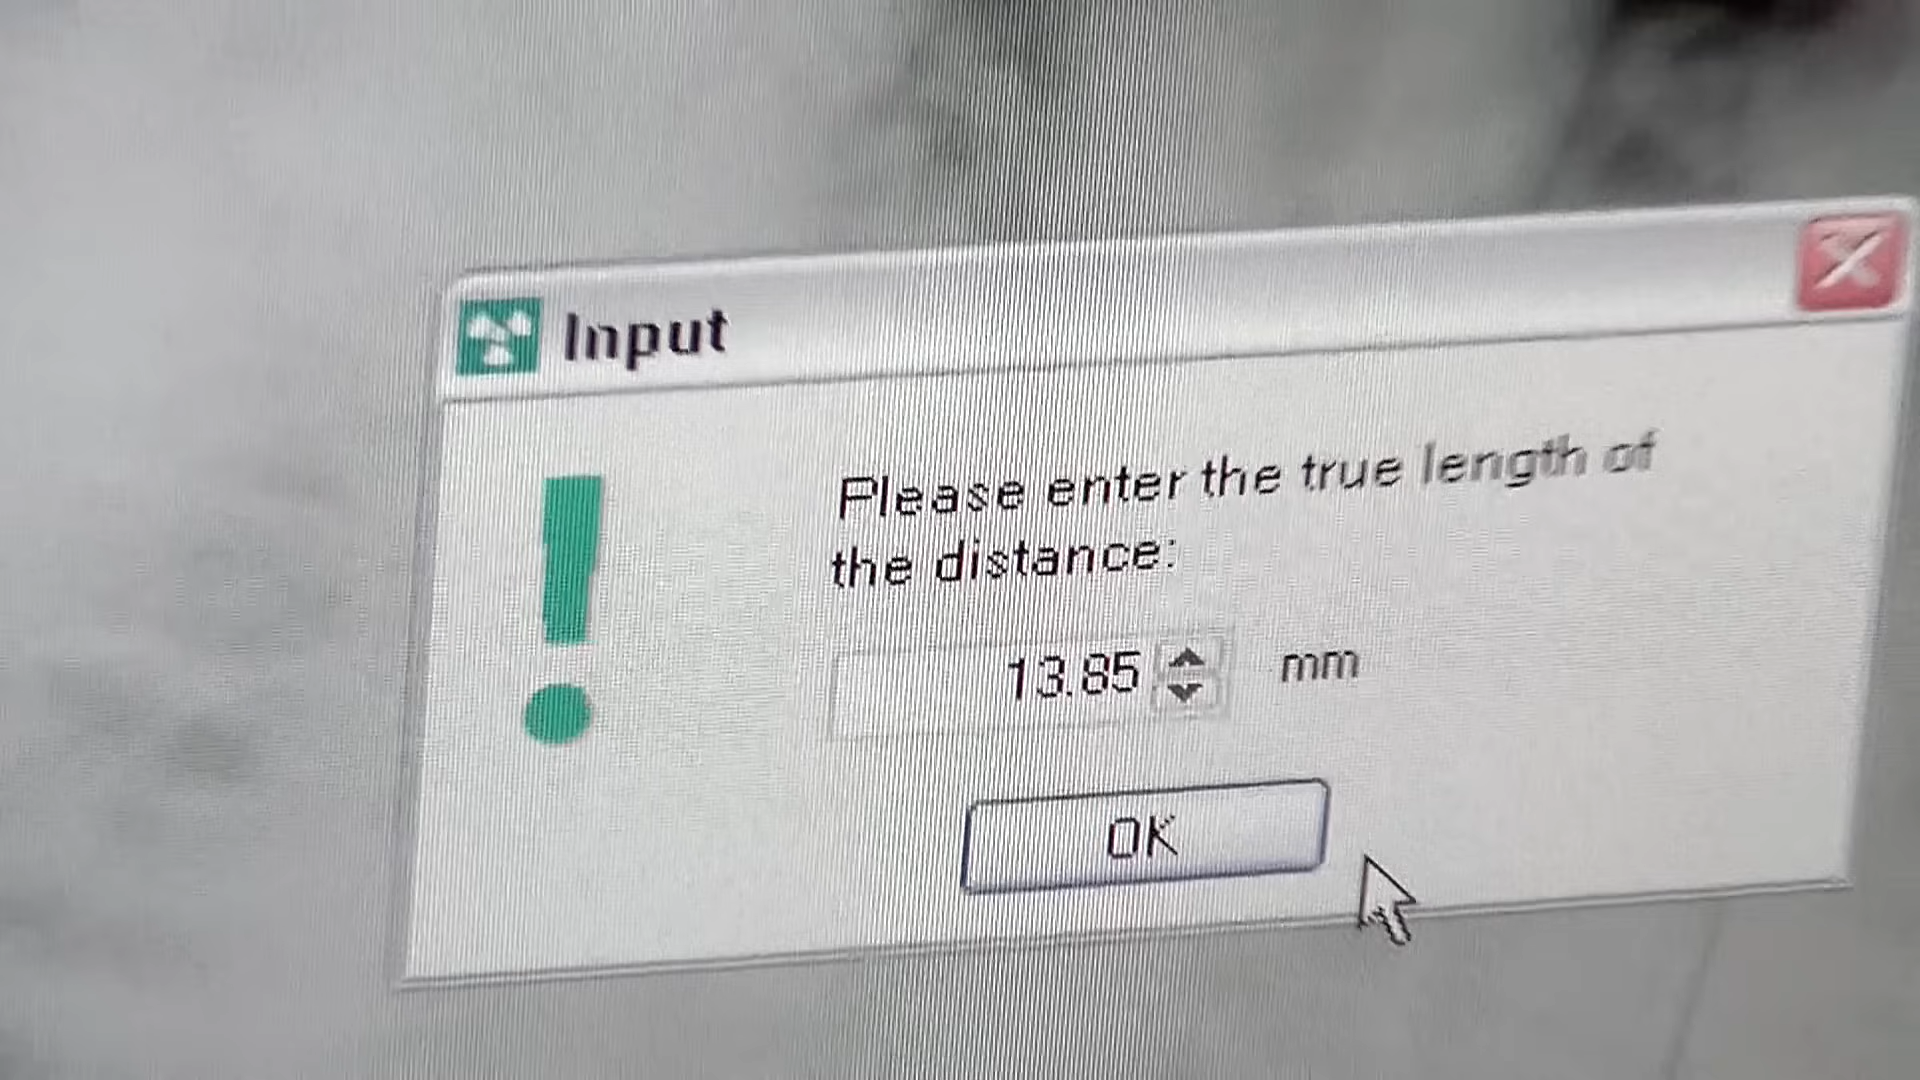 Input
Please enter the true length of
the distance:
13.85
mm
OK